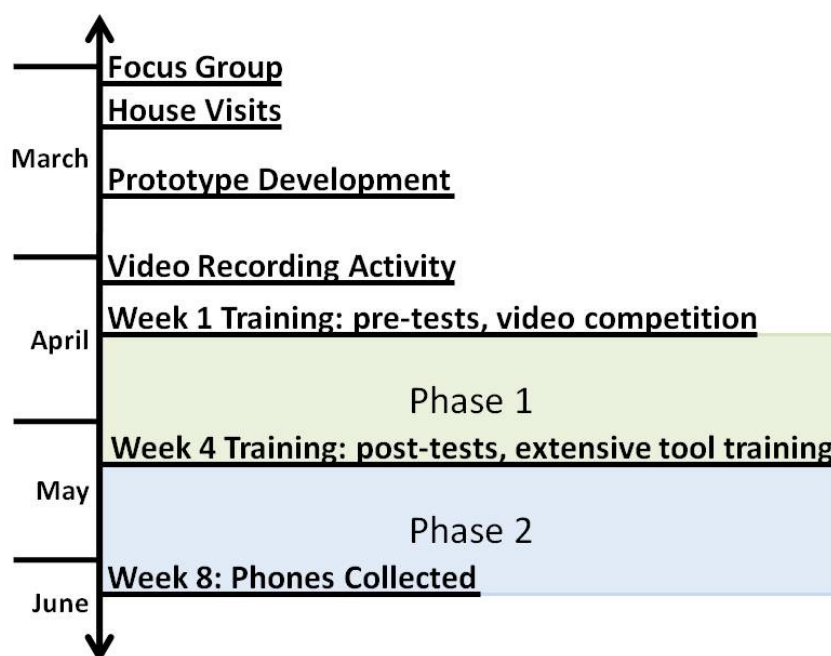 Focus Group
House Visits
March
Prototype Development
Video Recording Activity
Week 1 Training: pre-tests, video competition
April
Phase 1
Week 4 Training: post-tests, extensive tool training
May
Phase 2
Week 8: Phones Collected
June